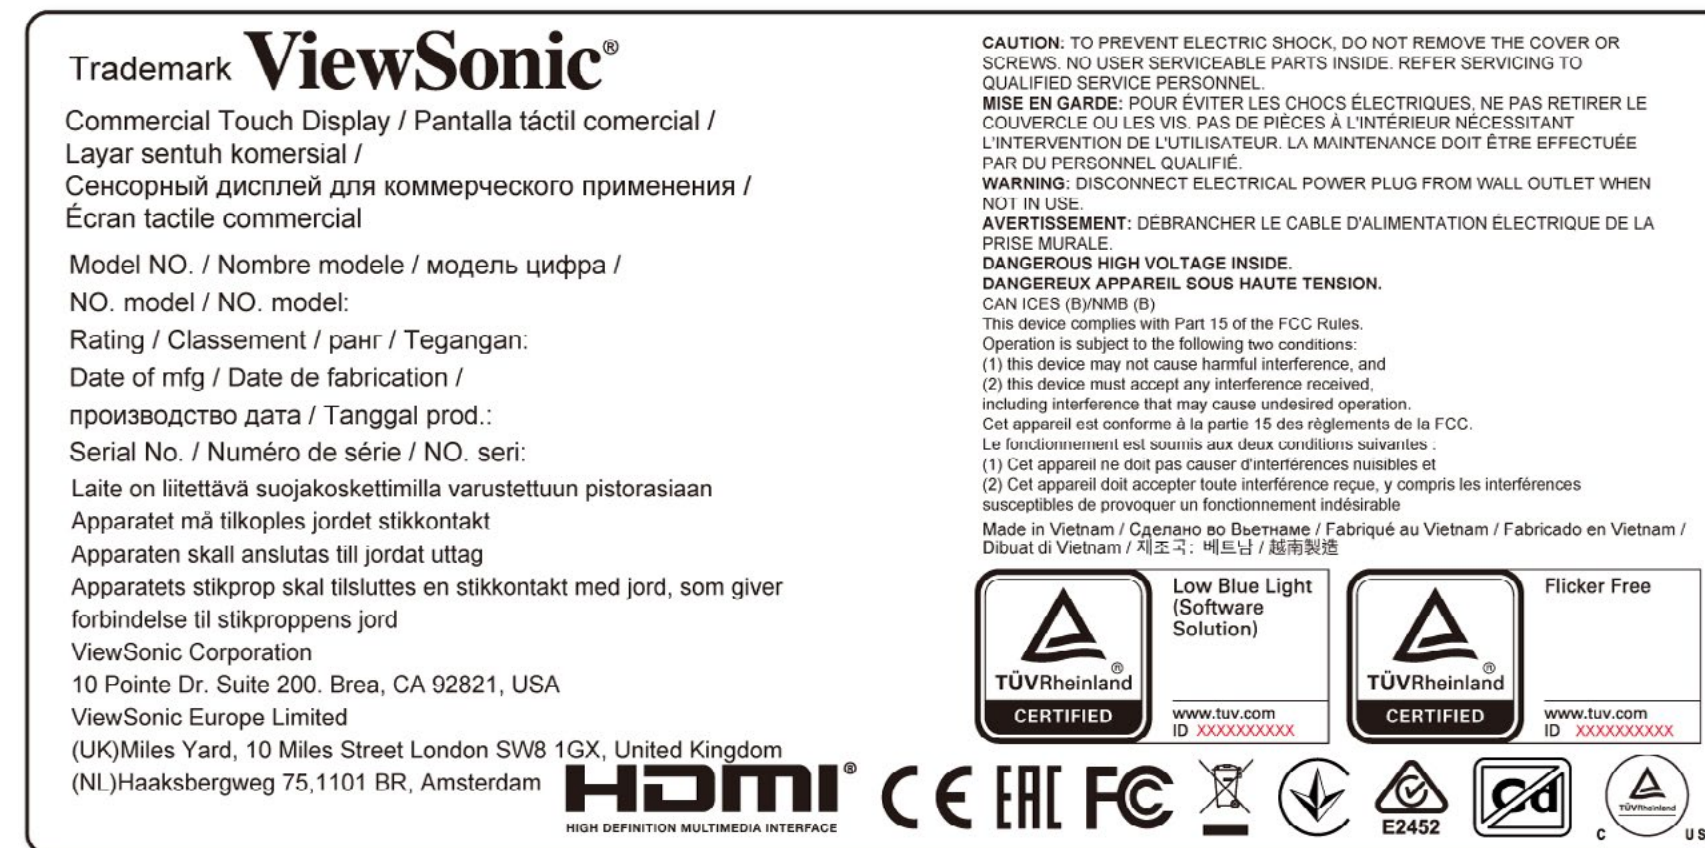 Trademark ViewSonic®
Commercial Touch Display / Pantalla táctil comercial /
Layar sentuh komersial /
Сенсорный дисплей для коммерческого применения /
Écran tactile commercial
Model NO. / Nombre modele / модель цифра /
NO. model / NO. model:
Rating / Classement / ранг / Tegangan:
Date of mfg / Date de fabrication /
производство дата / Tanggal prod.:
Serial No. / Numéro de série / NO. seri:
Laite on liitettävä suojakoskettimilla varustettuun pistorasiaan
Apparatet må tilkoples jordet stikkontakt
Apparaten skall anslutas till jordat uttag
Apparatets stikprop skal tilsluttes en stikkontakt med jord, som giver
forbindelse til stikproppens jord
ViewSonic Corporation
10 Pointe Dr. Suite 200. Brea, CA 92821, USA
ViewSonic Europe Limited
(UK)Miles Yard, 10 Miles Street London SW8 1GX, United Kingdom
(NL)Haaksbergweg 75,1101 BR, Amsterdam
CAUTION: TO PREVENT ELECTRIC SHOCK, DO NOT REMOVE THE COVER OR
SCREWS. NO USER SERVICEABLE PARTS INSIDE. REFER SERVICING TO
QUALIFIED SERVICE PERSONNEL.
MISE EN GARDE: POUR ÉVITER LES CHOCS ÉLECTRIQUES, NE PAS RETIRER LE
COUVERCLE OU LES VIS. PAS DE PIÈCES À L'INTÉRIEUR NÉCESSITANT
L'INTERVENTION DE L'UTILISATEUR. LA MAINTENANCE DOIT ÊTRE EFFECTUÉE
PAR DU PERSONNEL QUALIFIÉ.
WARNING: DISCONNECT ELECTRICAL POWER PLUG FROM WALL OUTLET WHEN
NOT IN USE.
AVERTISSEMENT: DÉBRANCHER LE CABLE D'ALIMENTATION ÉLECTRIQUE DE LA
PRISE MURALE.
DANGEROUS HIGH VOLTAGE INSIDE.
DANGEREUX APPAREIL SOUS HAUTE TENSION.
CAN ICES (B)/NMB (B)
This device complies with Part 15 of the FCC Rules.
Operation is subject to the following two conditions:
(1) this device may not cause harmful interference, and
(2) this device must accept any interference received,
including interference that may cause undesired operation.
Cet appareil est conforme à la partie 15 des règlements de la FCC.
Le fonctionnement est soumis aux deux conditions suivantes :
(1) Cet appareil ne doit pas causer d'interférences nuisibles et
(2) Cet appareil doit accepter toute interférence reçue, y compris les interférences
susceptibles de provoquer un fonctionnement indésirable
Made in Vietnam / Сделано во Вьетнаме / Fabriqué au Vietnam / Fabricado en Vietnam /
Dibuat di Vietnam / 제조국: 베트남 / 越南製造
TÜVRheinland®
CERTIFIED
Low Blue Light
(Software
Solution)
www.tuv.com
ID XXXXXXXXXX
TÜVRheinland®
CERTIFIED
Flicker Free
www.tuv.com
ID XXXXXXXXXX
HDMI®
HIGH DEFINITION MULTIMEDIA INTERFACE
CE
EAC
FC
E2452
Cd
TÜVRheinland
C US